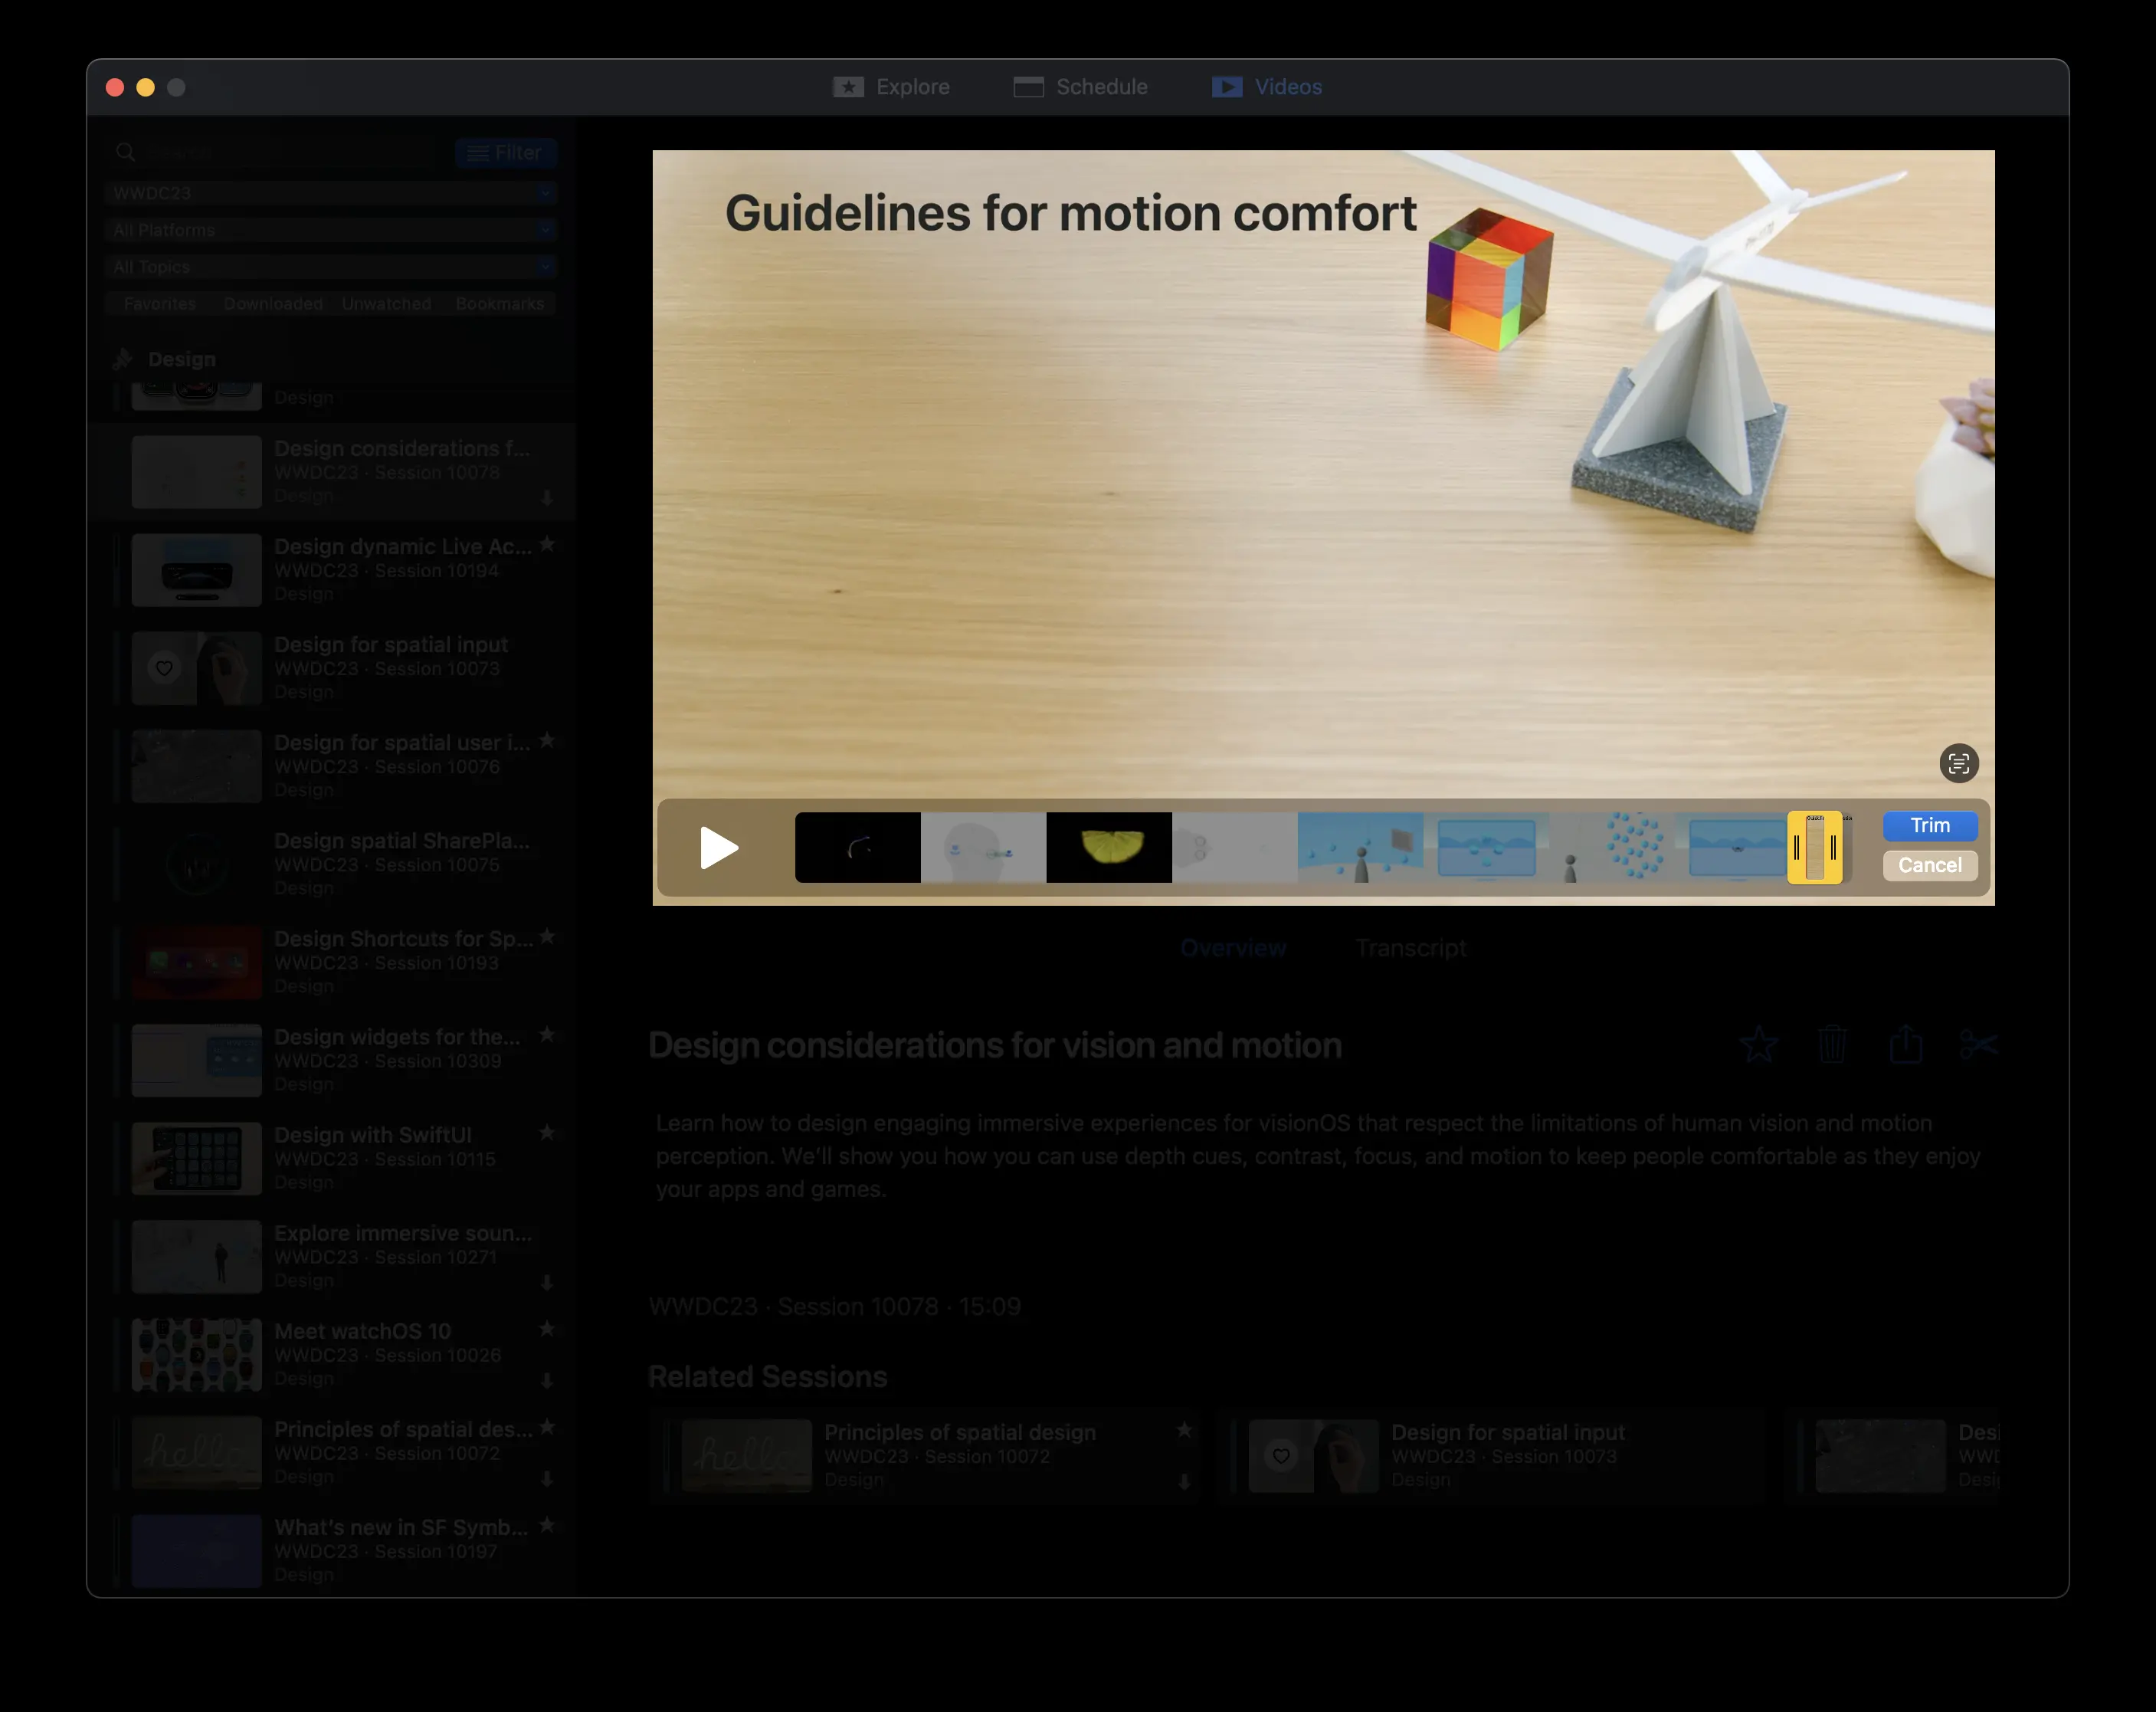 Explore
Schedule
Videos
Filter
WWDC23
All Platforms
All Topics
Favorites
Downloaded
Unwatched
Bookmarks
Design
Design
Design considerations f...
WWDC23 · Session 10078
Design
Design dynamic Live Ac...
WWDC23 · Session 10194
Design
Design for spatial input
WWDC23 · Session 10073
Design
Design for spatial user i...
WWDC23 · Session 10076
Design
Design spatial SharePla...
WWDC23 · Session 10075
Design
Design Shortcuts for Sp...
WWDC23 · Session 10193
Design
Design widgets for the...
WWDC23 · Session 10309
Design
Design with SwiftUI
WWDC23 · Session 10115
Design
Explore immersive soun...
WWDC23 · Session 10271
Design
Meet watchOS 10
WWDC23 · Session 10026
Design
Principles of spatial des...
WWDC23 · Session 10072
Design
What's new in SF Symb...
WWDC23 · Session 10197
Design
Guidelines for motion comfort
Trim
Cancel
Overview
Transcript
Design considerations for vision and motion
Learn how to design engaging immersive experiences for visionOS that respect the limitations of human vision and motion
perception. We'll show you how you can use depth cues, contrast, focus, and motion to keep people comfortable as they enjoy
your apps and games.
WWDC23 · Session 10078 · 15:09
Related Sessions
hello
Principles of spatial design
WWDC23 · Session 10072
Design
Design for spatial input
WWDC23 · Session 10073
Design
Desi
WWD
Desig